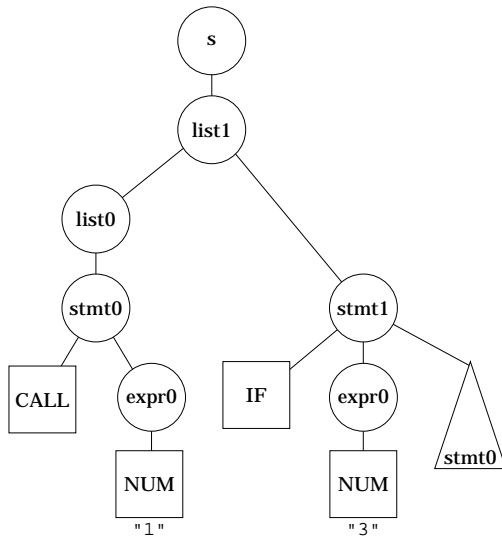 s
list1
list0
stmt0
stmt1
CALL
expr0
IF
expr0
stmt0
NUM
NUM
"1"
"3"